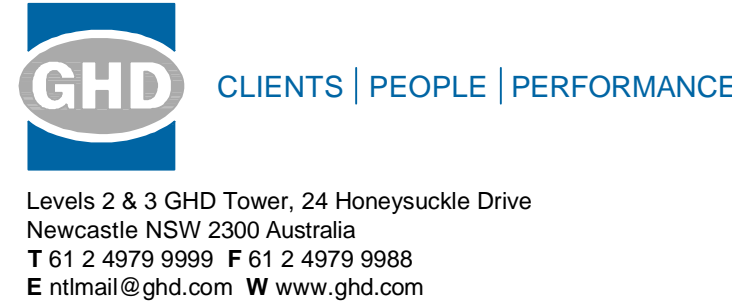 GHD
CLIENTS | PEOPLE | PERFORMANCE
Levels 2 & 3 GHD Tower, 24 Honeysuckle Drive
Newcastle NSW 2300 Australia
T 61 2 4979 9999 F 61 2 4979 9988
E ntlmail@ghd.com W www.ghd.com